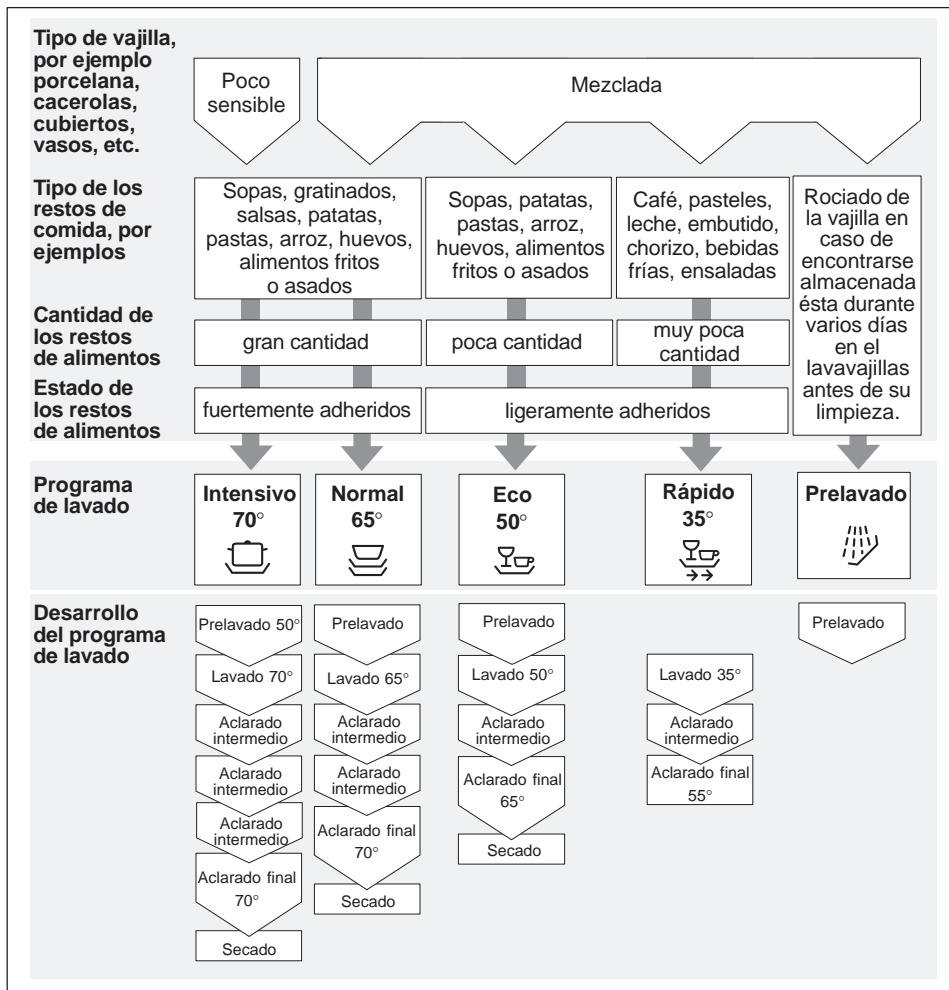 Tipo de vajilla,
por ejemplo
porcelana,
cacerolas,
cubiertos,
vasos, etc.
Poco
sensible
Mezclada
Tipo de los
restos de
comida, por
ejemplos
Sopas, gratinados,
salsas, patatas,
pastas, arroz, huevos,
alimentos fritos
o asados
Sopas, patatas,
pastas, arroz,
huevos, alimentos
fritos o asados
Café, pasteles,
leche, embutido,
chorizo, bebidas
frías, ensaladas
Rociado de
la vajilla en
caso de
encontrarse
almacenada
ésta durante
varios días
en el
lavavajillas
antes de su
limpieza.
Cantidad de
los restos
de alimentos
gran cantidad
poca cantidad
muy poca
cantidad
Estado de
los restos
de alimentos
fuertemente adheridos
ligeramente adheridos
Programa
de lavado
Intensivo
70°
Normal
65°
Eco
50°
Rápido
35°
Prelavado
Desarrollo
del programa
de lavado
Prelavado 50°
Lavado 70°
Aclarado
intermedio
Aclarado
intermedio
Aclarado
intermedio
Aclarado final
70°
Secado
Prelavado
Lavado 65°
Aclarado
intermedio
Aclarado
intermedio
Aclarado final
70°
Secado
Prelavado
Lavado 50°
Aclarado
intermedio
Aclarado final
65°
Secado
Lavado 35°
Aclarado
intermedio
Aclarado final
55°
Prelavado